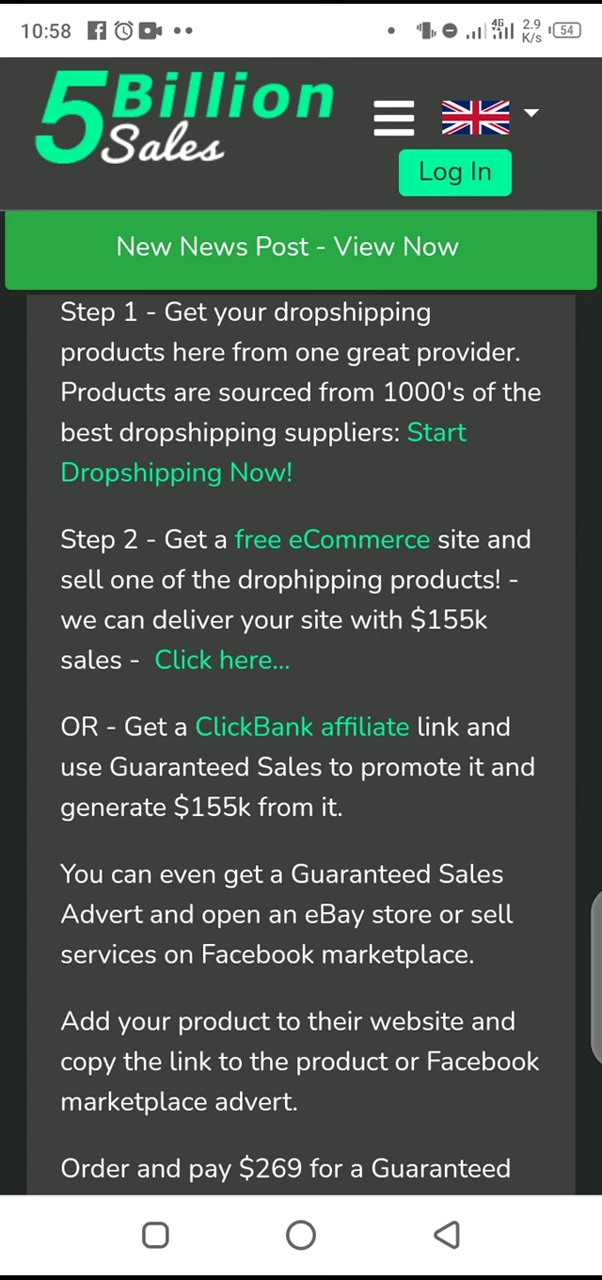 10:58
4G
2.9
K/s
54
5 Billion
Sales
Log In
New News Post - View Now
Step 1 - Get your dropshipping
products here from one great provider.
Products are sourced from 1000's of the
best dropshipping suppliers: Start
Dropshipping Now!
Step 2 - Get a free eCommerce site and
sell one of the drophipping products! -
we can deliver your site with $155k
sales - Click here...
OR - Get a ClickBank affiliate link and
use Guaranteed Sales to promote it and
generate $155k from it.
You can even get a Guaranteed Sales
Advert and open an eBay store or sell
services on Facebook marketplace.
Add your product to their website and
copy the link to the product or Facebook
marketplace advert.
Order and pay $269 for a Guaranteed